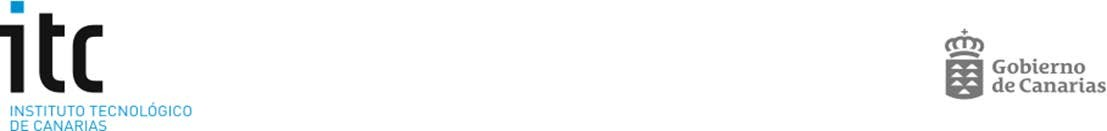 itc
INSTITUTO TECNOLÓGICO
DE CANARIAS
Gobierno
de Canarias